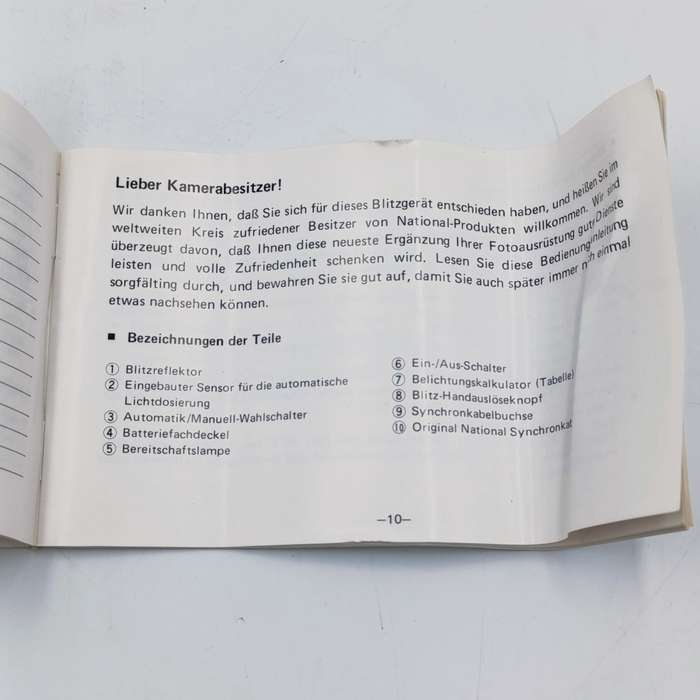 Lieber Kamerabesitzer!
Wir danken Ihnen, daß Sie sich für dieses Blitzgerät entschieden haben, und heißen Sie im
weltweiten Kreis zufriedener Besitzer von National-Produkten willkommen. Wir sind
überzeugt davon, daß Ihnen diese neueste Ergänzung Ihrer Fotoausrüstung gute Dienste
leisten und volle Zufriedenheit schenken wird. Lesen Sie diese Bedienungsanleitung
sorgfälting durch, und bewahren Sie sie gut auf, damit Sie auch später immer noch einmal
etwas nachsehen können.
■ Bezeichnungen der Teile
① Blitzreflektor
② Eingebauter Sensor für die automatische
Lichtdosierung
③ Automatik/Manuell-Wahlschalter
④ Batteriefachdeckel
⑤ Bereitschaftslampe
⑥ Ein-/Aus-Schalter
⑦ Belichtungskalkulator (Tabelle)
⑧ Blitz-Handauslöseknopf
⑨ Synchronkabelbuchse
⑩ Original National
—10—